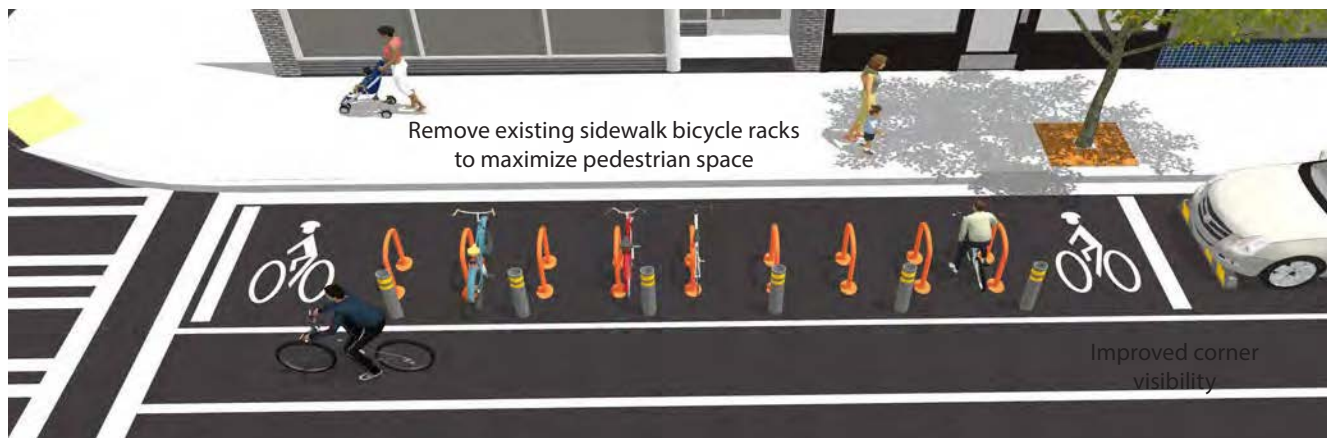 Remove existing sidewalk bicycle racks
to maximize pedestrian space
Improved corner
visibility